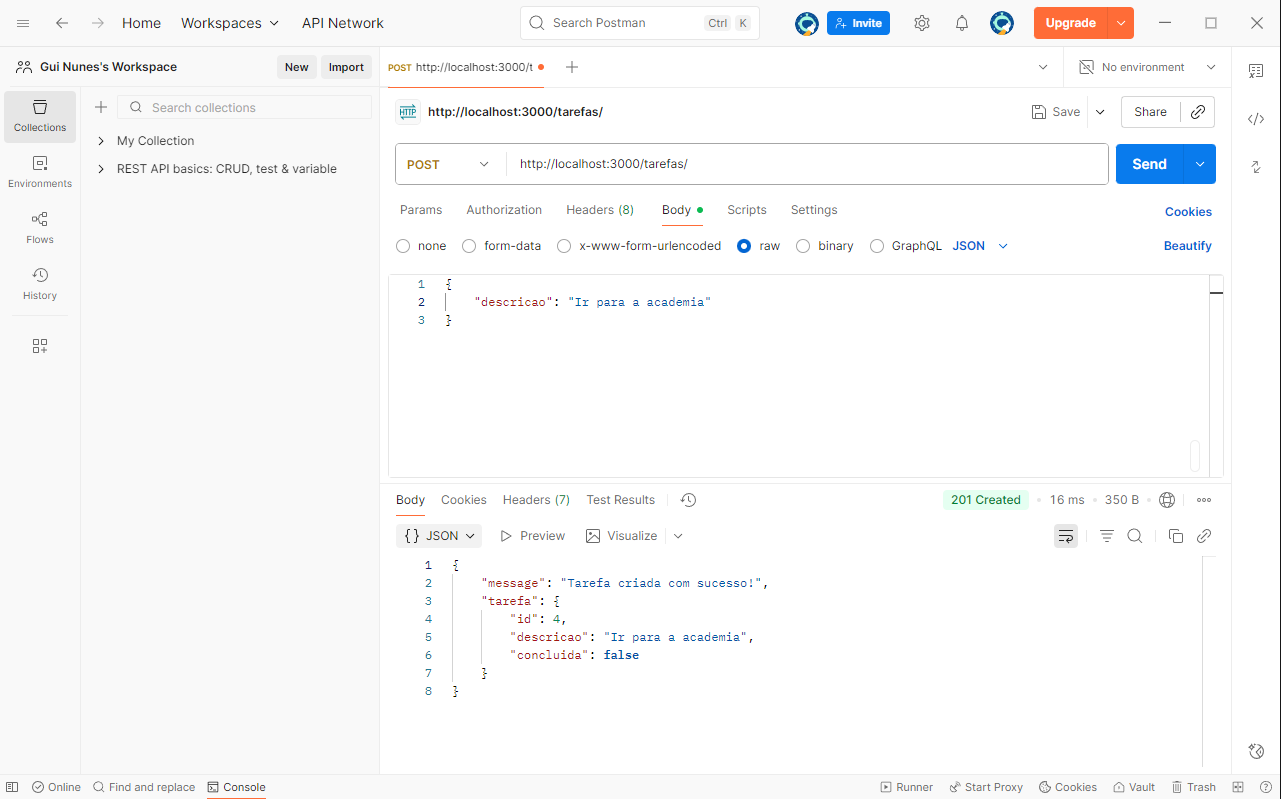 Home Workspaces API Network Search Postman Ctrl K Invite Upgrade
Gui Nunes's Workspace New Import
POST http://localhost:3000/t No environment
Collections
Environments
Flows
History
Search collections
My Collection
REST API basics: CRUD, test & variable
HTTP http://localhost:3000/tarefas/ Save Share
POST http://localhost:3000/tarefas/ Send
Params Authorization Headers (8) Body Scripts Settings Cookies
none form-data x-www-form-urlencoded raw binary GraphQL JSON Beautify
1 {
2 "descricao": "Ir para a academia"
3 }
Body Cookies Headers (7) Test Results 201 Created 16 ms 350 B
{} JSON Preview Visualize
1 {
2 "message": "Tarefa criada com sucesso!",
3 "tarefa": {
4 "id": 4,
5 "descricao": "Ir para a academia",
6 "concluida": false
7 }
8 }
Online Find and replace Console Runner Start Proxy Cookies Vault Trash